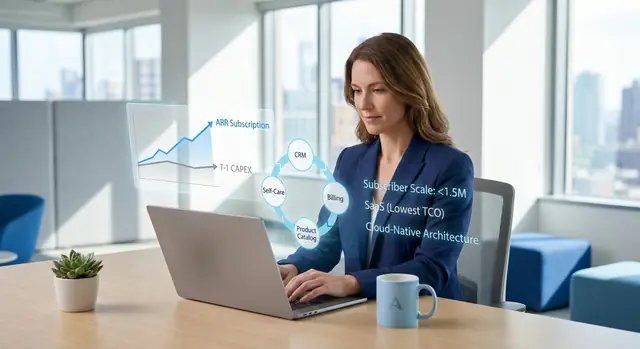 ARR Subscription
T-1 CAPEX
CRM
Self-Care
Billing
Product
Catalog
Subscriber Scale: <1.5M
SaaS (Lowest TCO)
Cloud-Native Architecture
A